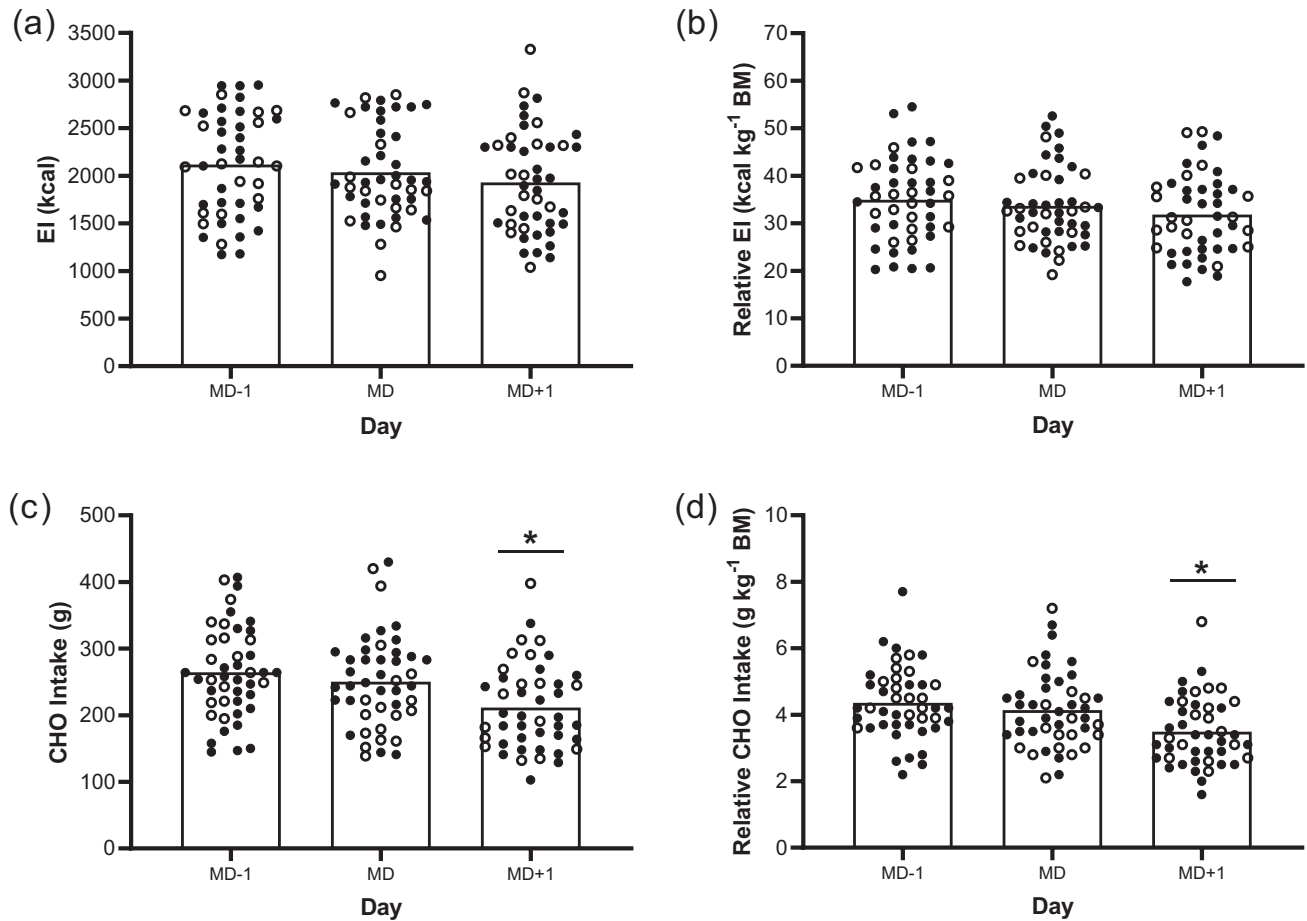 (a)
EI (kcal)
3500
3000
2500
2000
1500
1000
500
0
MD-1 MD MD+1
Day
(b)
Relative EI (kcal kg-1 BM)
70
60
50
40
30
20
10
0
MD-1 MD MD+1
Day
(c)
CHO Intake (g)
500
400
300
200
100
0
*
MD-1 MD MD+1
Day
(d)
Relative CHO Intake (g kg-1 BM)
10
8
6
4
2
0
*
MD-1 MD MD+1
Day